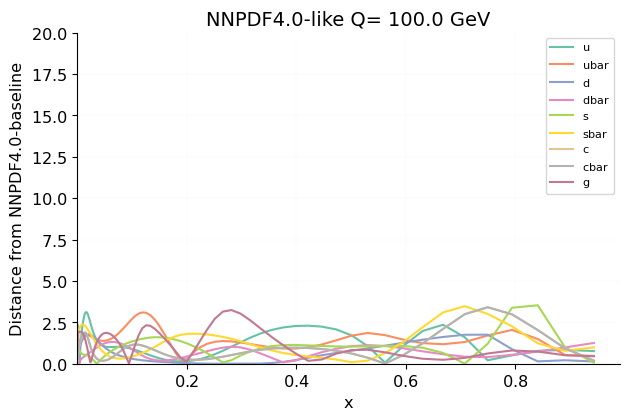 NNPDF4.0-like Q= 100.0 GeV
Distance from NNPDF4.0-baseline
20.0
17.5
15.0
12.5
10.0
7.5
5.0
2.5
0.0
0.2
0.4
0.6
0.8
x
u
ubar
d
dbar
s
sbar
c
cbar
g